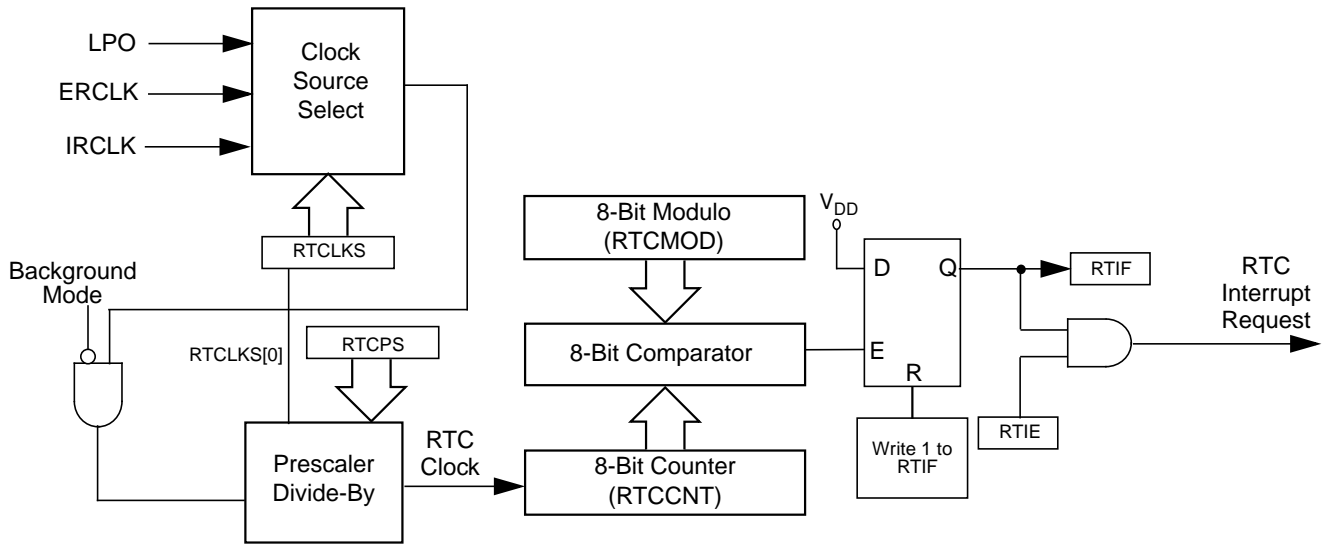 LPO
ERCLK
IRCLK
Clock
Source
Select
RTCLKS
Background
Mode
RTCLKS[0]
RTCPS
Prescaler
Divide-By
RTC
Clock
8-Bit Modulo
(RTCMOD)
8-Bit Comparator
8-Bit Counter
(RTCCNT)
VDD
D
Q
E
R
Write 1 to
RTIF
RTIF
RTIE
RTC
Interrupt
Request